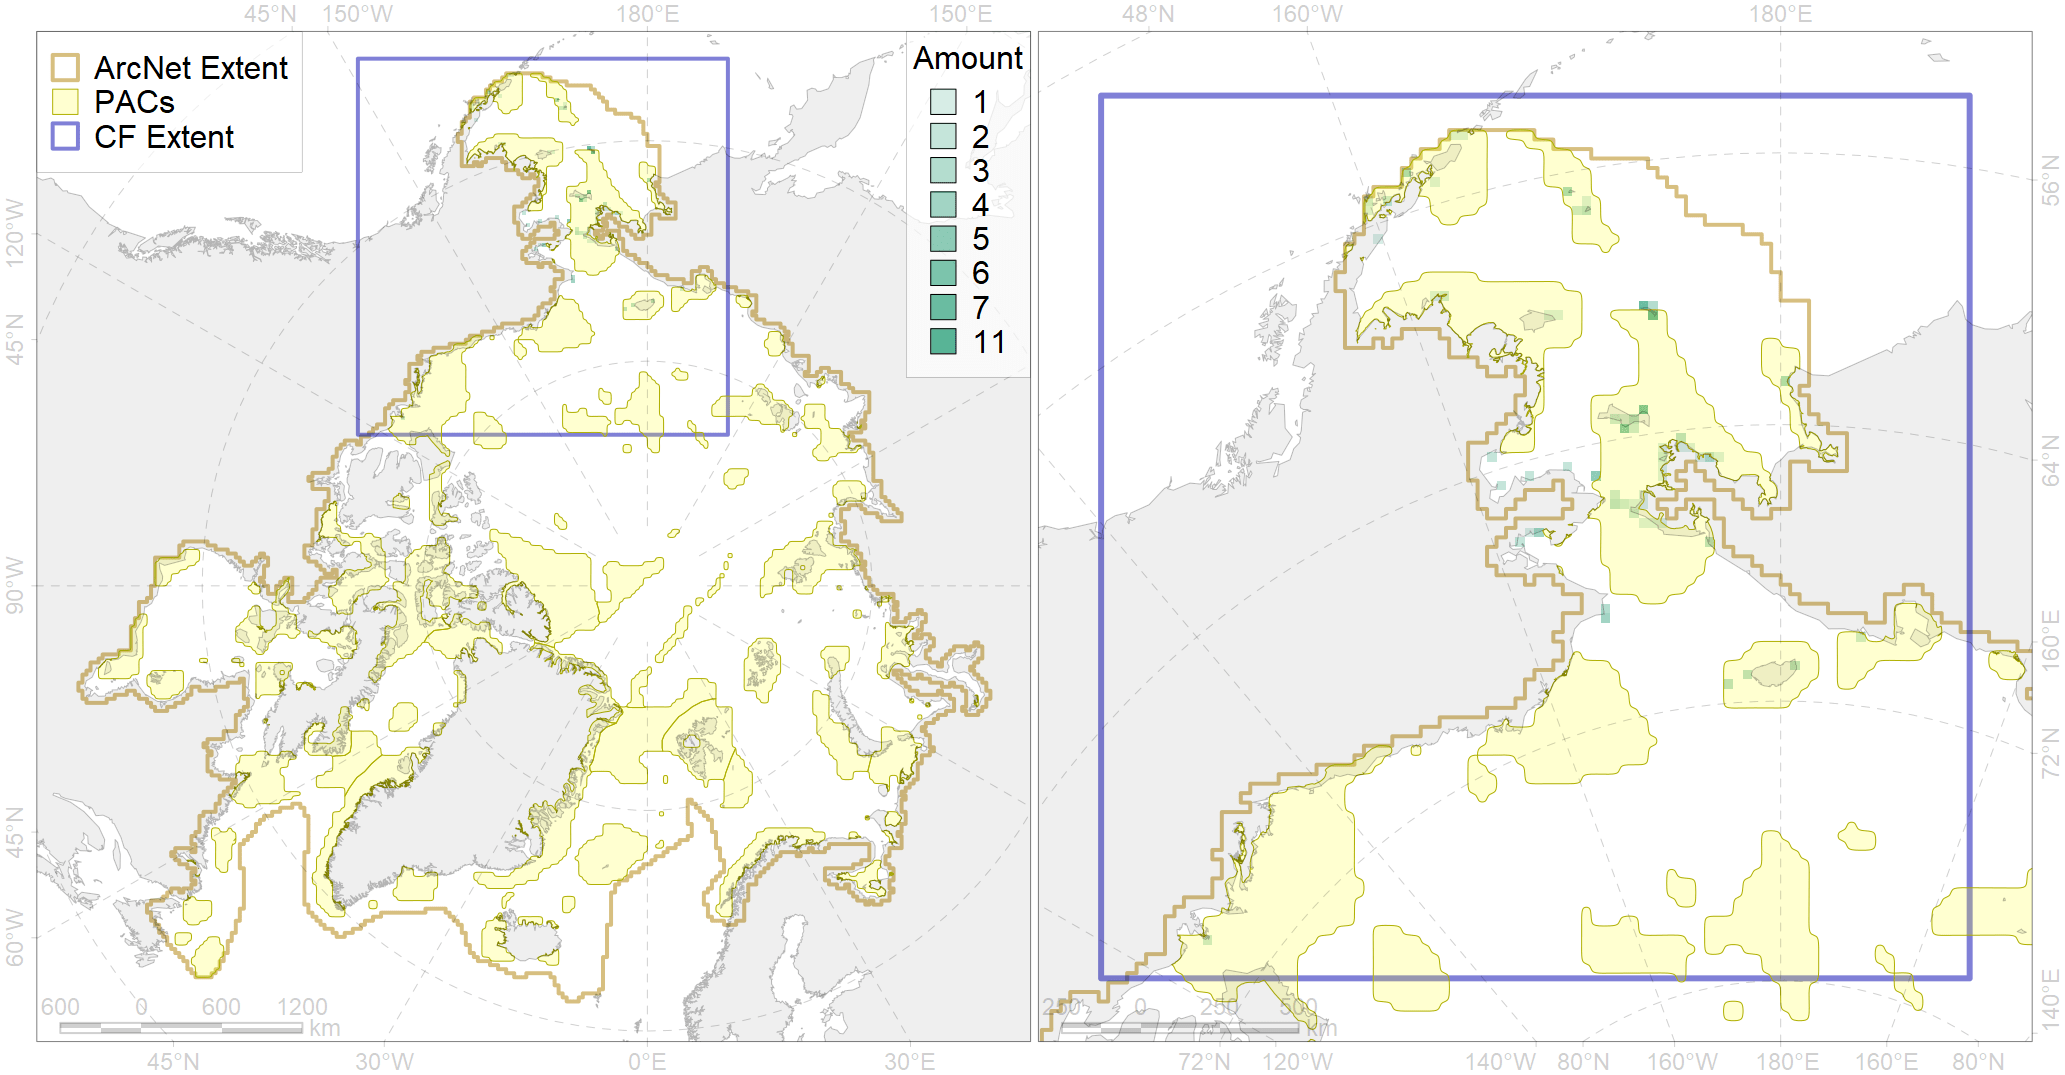 45°N 150°W 180°E 150°E 48°N 160°W 180°E
ArcNet Extent
PACs
CF Extent
Amount
1
2
3
4
5
6
7
11
120°W
45°N
90°W
45°N
60°W
56°N
64°N
160°E
72°N
140°E
600 0 600 1200
km
250 0 250 500
km
45°N 30°W 0°E 30°E 72°N 120°W 140°W 80°N 160°W 180°E 160°E 80°N